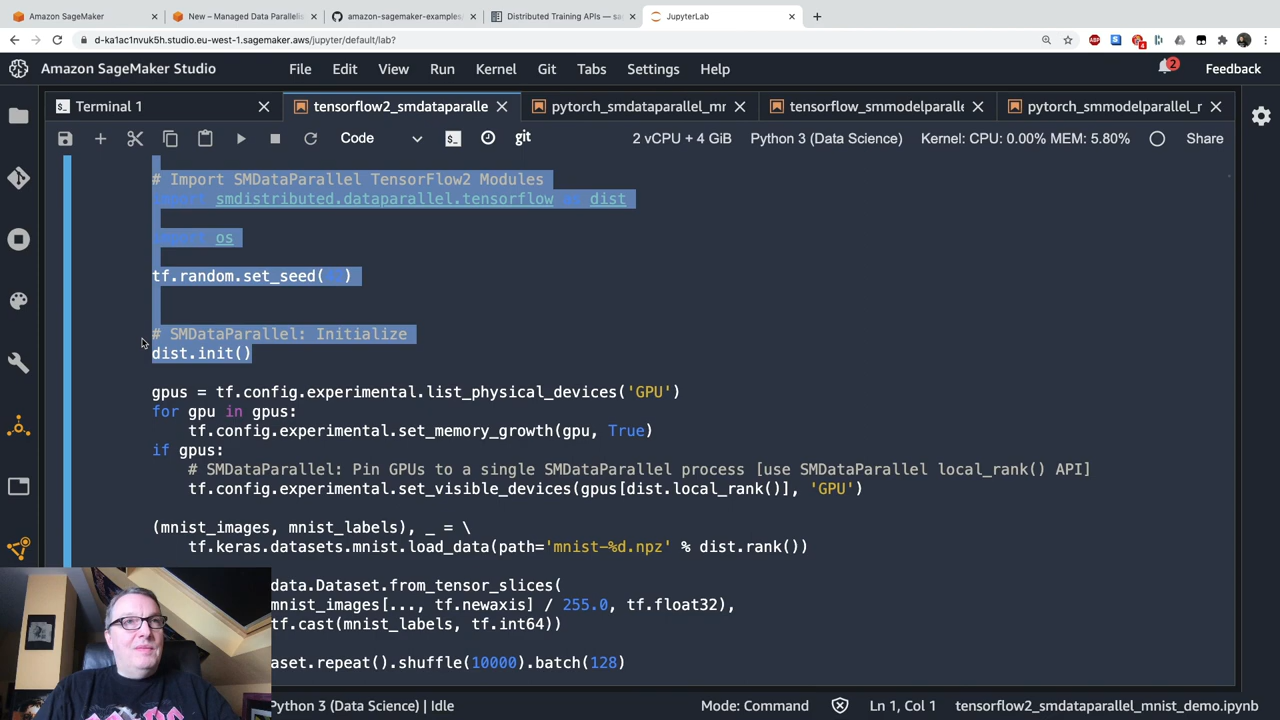 Amazon SageMaker
New – Managed Data Parallelis
amazon-sagemaker-examples/
Distributed Training APIs — sag
JupyterLab
d-ka1ac1nvuk5h.studio.eu-west-1.sagemaker.aws/jupyter/default/lab?
Amazon SageMaker Studio
File Edit View Run Kernel Git Tabs Settings Help
2
Feedback
Terminal 1
tensorflow2_smdataparalle
pytorch_smdataparallel_mn
tensorflow_smmodelparalle
pytorch_smmodelparallel_r
Code
git
2 vCPU + 4 GiB
Python 3 (Data Science)
Kernel: CPU: 0.00% MEM: 5.80%
Share
# Import SMDataParallel TensorFlow2 Modules
import smdistributed.dataparallel.tensorflow as dist
import os
tf.random.set_seed( )
# SMDataParallel: Initialize
dist.init()
gpus = tf.config.experimental.list_physical_devices('GPU')
for gpu in gpus:
tf.config.experimental.set_memory_growth(gpu, True)
if gpus:
# SMDataParallel: Pin GPUs to a single SMDataParallel process [use SMDataParallel local_rank() API]
tf.config.experimental.set_visible_devices(gpus[dist.local_rank()], 'GPU')
(mnist_images, mnist_labels), _ = \
tf.keras.datasets.mnist.load_data(path='mnist-%d.npz' % dist.rank())
data.Dataset.from_tensor_slices(
mnist_images[..., tf.newaxis] / 255.0, tf.float32),
tf.cast(mnist_labels, tf.int64))
aset.repeat().shuffle(10000).batch(128)
Python 3 (Data Science) | Idle
Mode: Command
Ln 1, Col 1
tensorflow2_smdataparallel_mnist_demo.ipynb